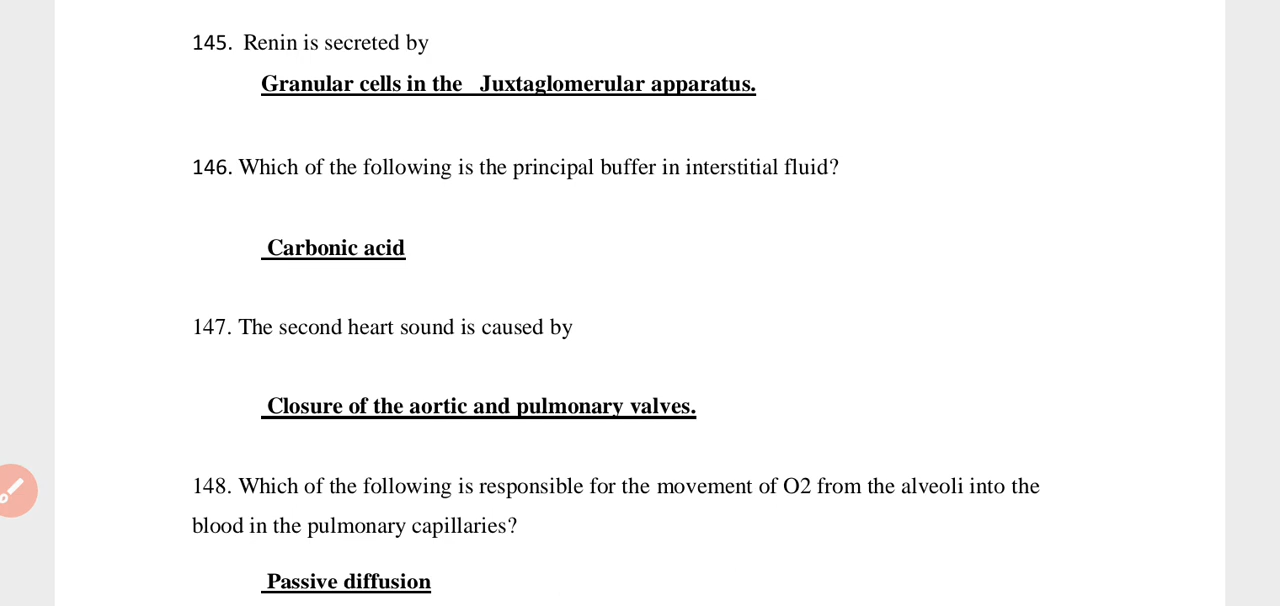 145. Renin is secreted by
Granular cells in the Juxtaglomerular apparatus.
146. Which of the following is the principal buffer in interstitial fluid?
Carbonic acid
147. The second heart sound is caused by
Closure of the aortic and pulmonary valves.
148. Which of the following is responsible for the movement of O2 from the alveoli into the
blood in the pulmonary capillaries?
Passive diffusion